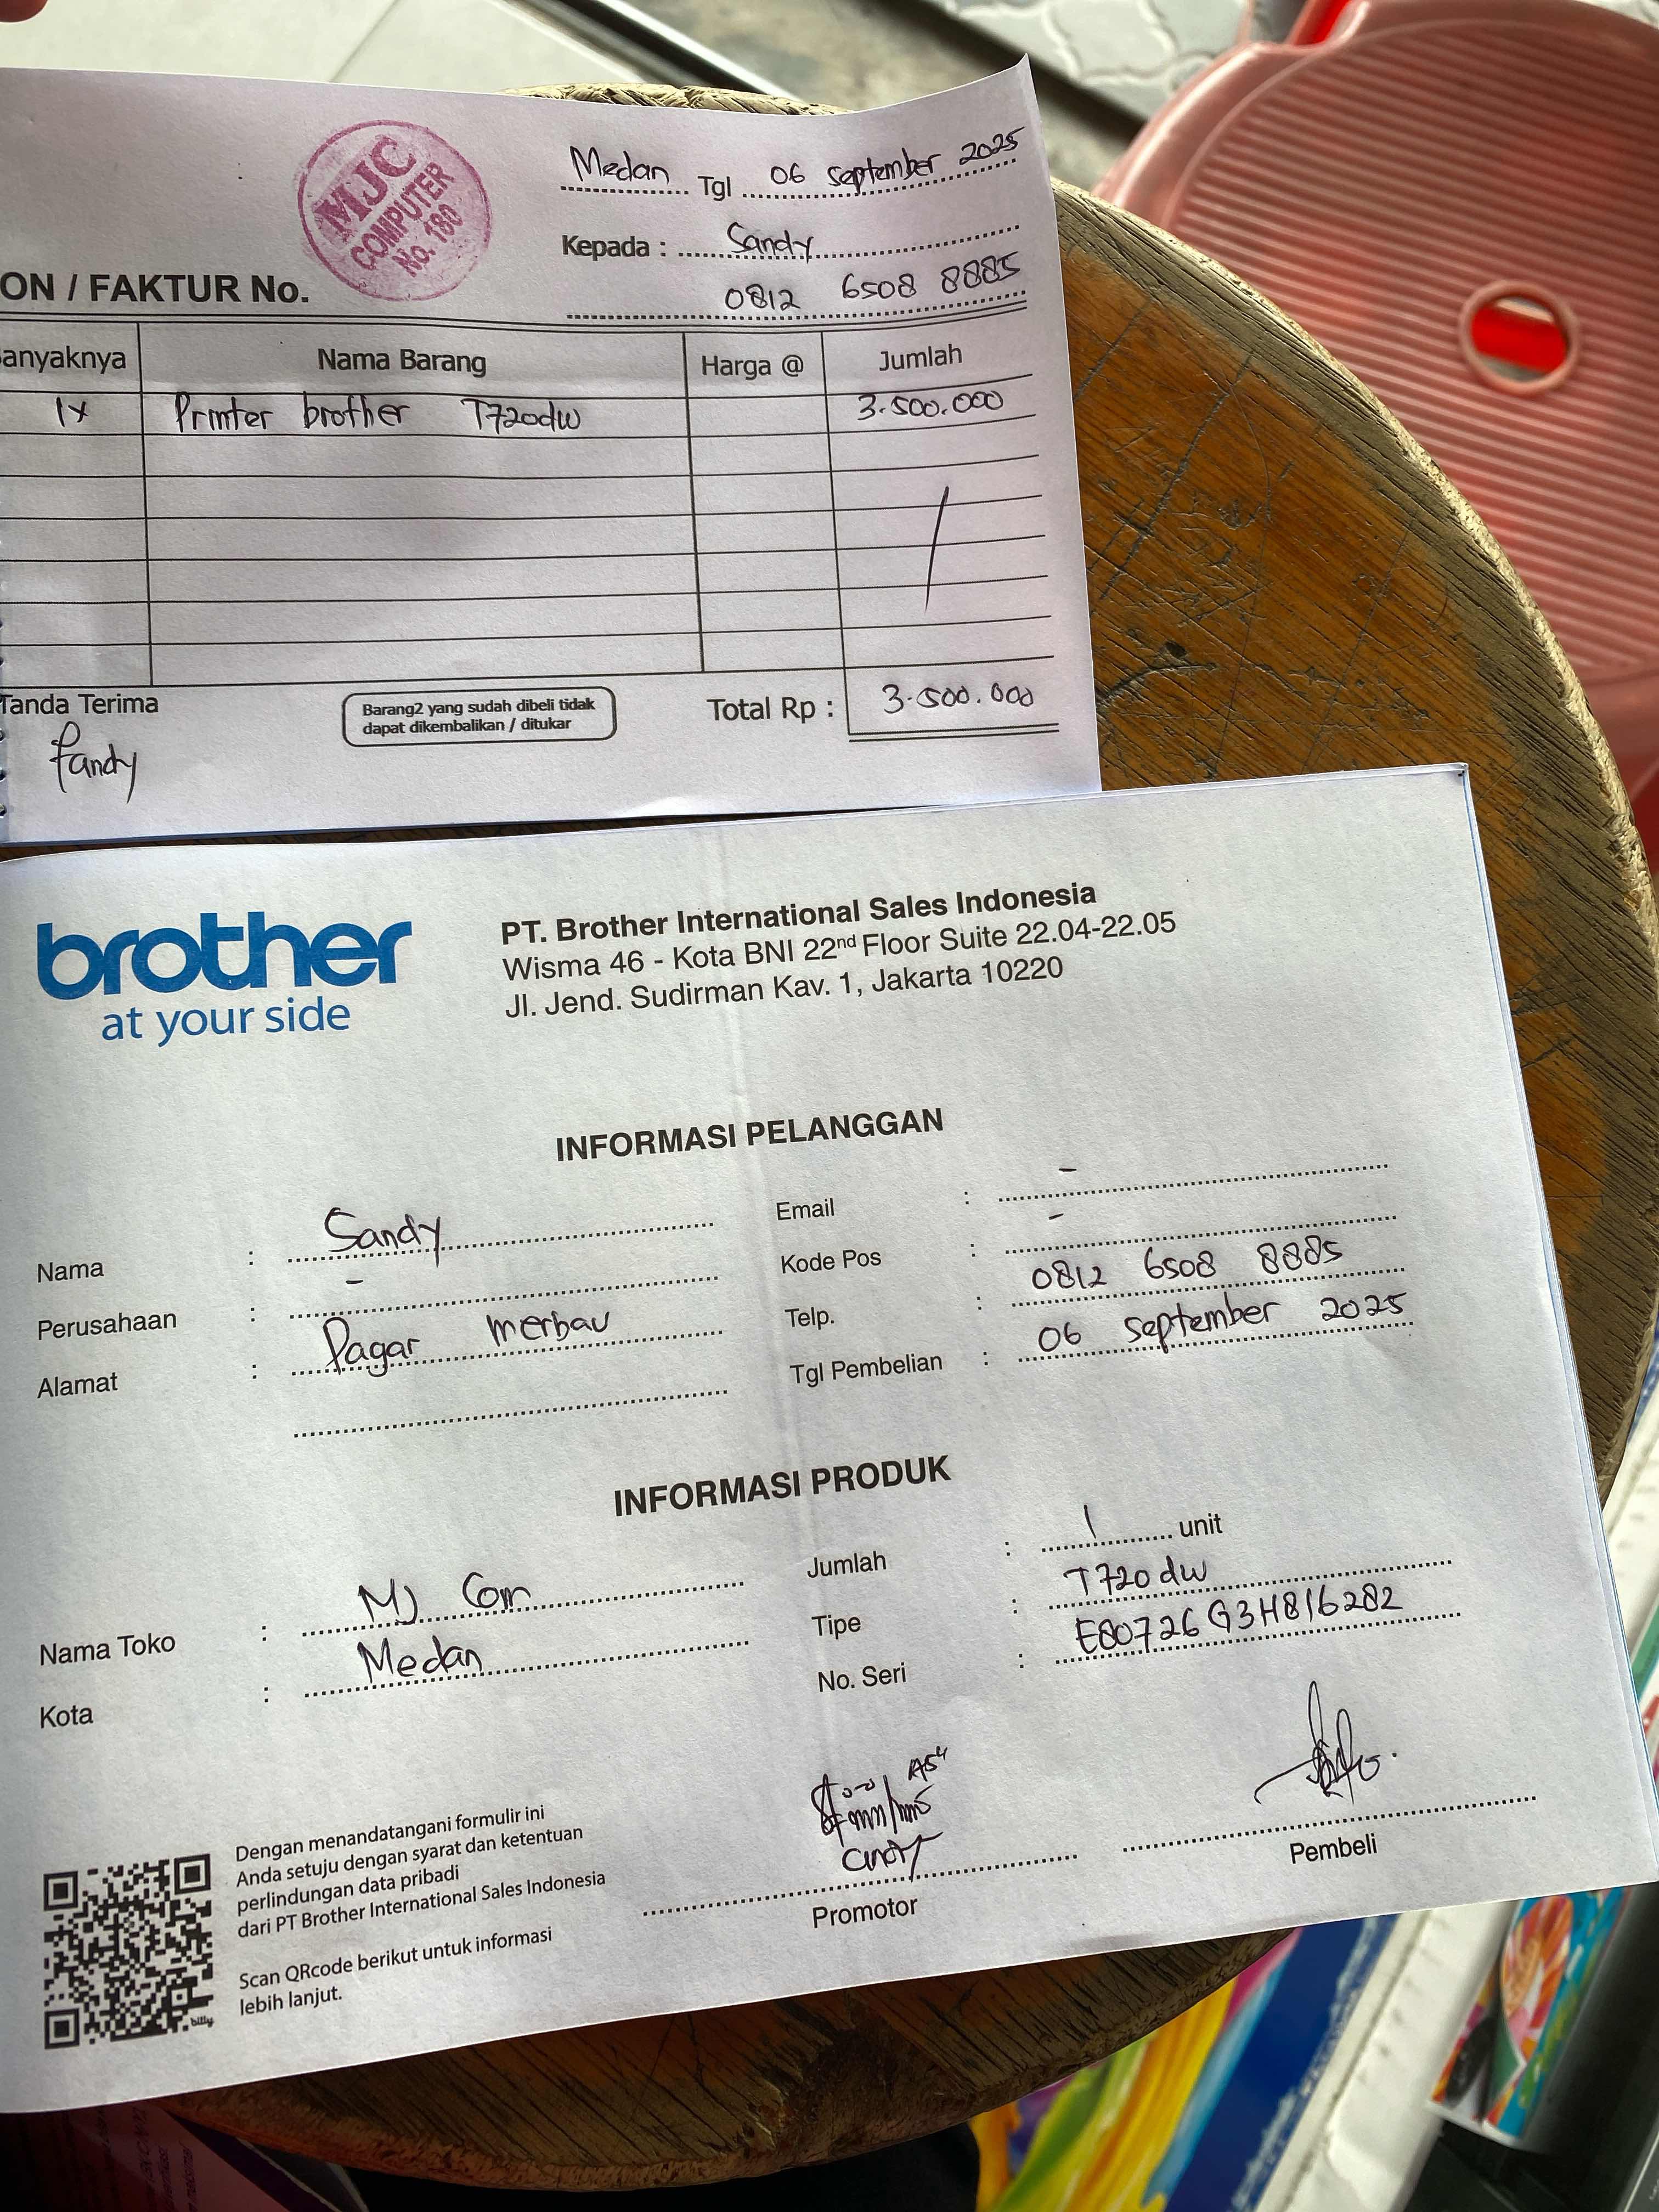 MJC
COMPUTER
No. 180
Medan Tgl 06 September 2025
Kepada : Sandy
0812 6508 8885
ON / FAKTUR No.
anyaknya Nama Barang Harga @ Jumlah
1x Printer brother T720dw 3.500.000
Tanda Terima
Barang2 yang sudah dibeli tidak
dapat dikembalikan / ditukar
Total Rp : 3.500.000
brother
at your side
PT. Brother International Sales Indonesia
Wisma 46 - Kota BNI 22nd Floor Suite 22.04-22.05
Jl. Jend. Sudirman Kav. 1, Jakarta 10220
INFORMASI PELANGGAN
Nama : Sandy
Perusahaan : -
Alamat : Pagar merbau
Email : -
Kode Pos : -
Telp. : 0812 6508 8885
Tgl Pembelian : 06 September 2025
INFORMASI PRODUK
Nama Toko : MJ Com
Kota : Medan
Jumlah : 1 unit
Tipe : T720dw
No. Seri : E80726G3H816282
Dengan menandatangani formulir ini
Anda setuju dengan syarat dan ketentuan
perlindungan data pribadi
dari PT Brother International Sales Indonesia
Scan QRcode berikut untuk informasi
lebih lanjut.
bitly
Promotor
Pembeli